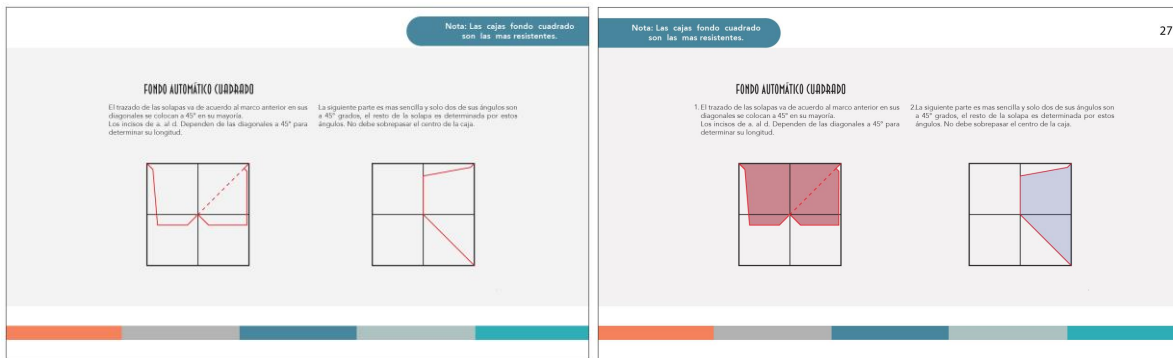 Nota: Las cajas fondo cuadrado
son las mas resistentes.
FONDO AUTOMÁTICO CUADRADO
El trazado de las solapas va de acuerdo al marco anterior en sus
diagonales se colocan a 45° en su mayoría.
Los incisos de a. al d. Dependen de las diagonales a 45° para
determinar su longitud.
La siguiente parte es mas sencilla y solo dos de sus ángulos son
a 45° grados, el resto de la solapa es determinada por estos
ángulos. No debe sobrepasar el centro de la caja.
Nota: Las cajas fondo cuadrado
son las mas resistentes.
27
FONDO AUTOMÁTICO CUADRADO
1. El trazado de las solapas va de acuerdo al marco anterior en sus
diagonales se colocan a 45° en su mayoría.
Los incisos de a. al d. Dependen de las diagonales a 45° para
determinar su longitud.
2.La siguiente parte es mas sencilla y solo dos de sus ángulos son
a 45° grados, el resto de la solapa es determinada por estos
ángulos. No debe sobrepasar el centro de la caja.